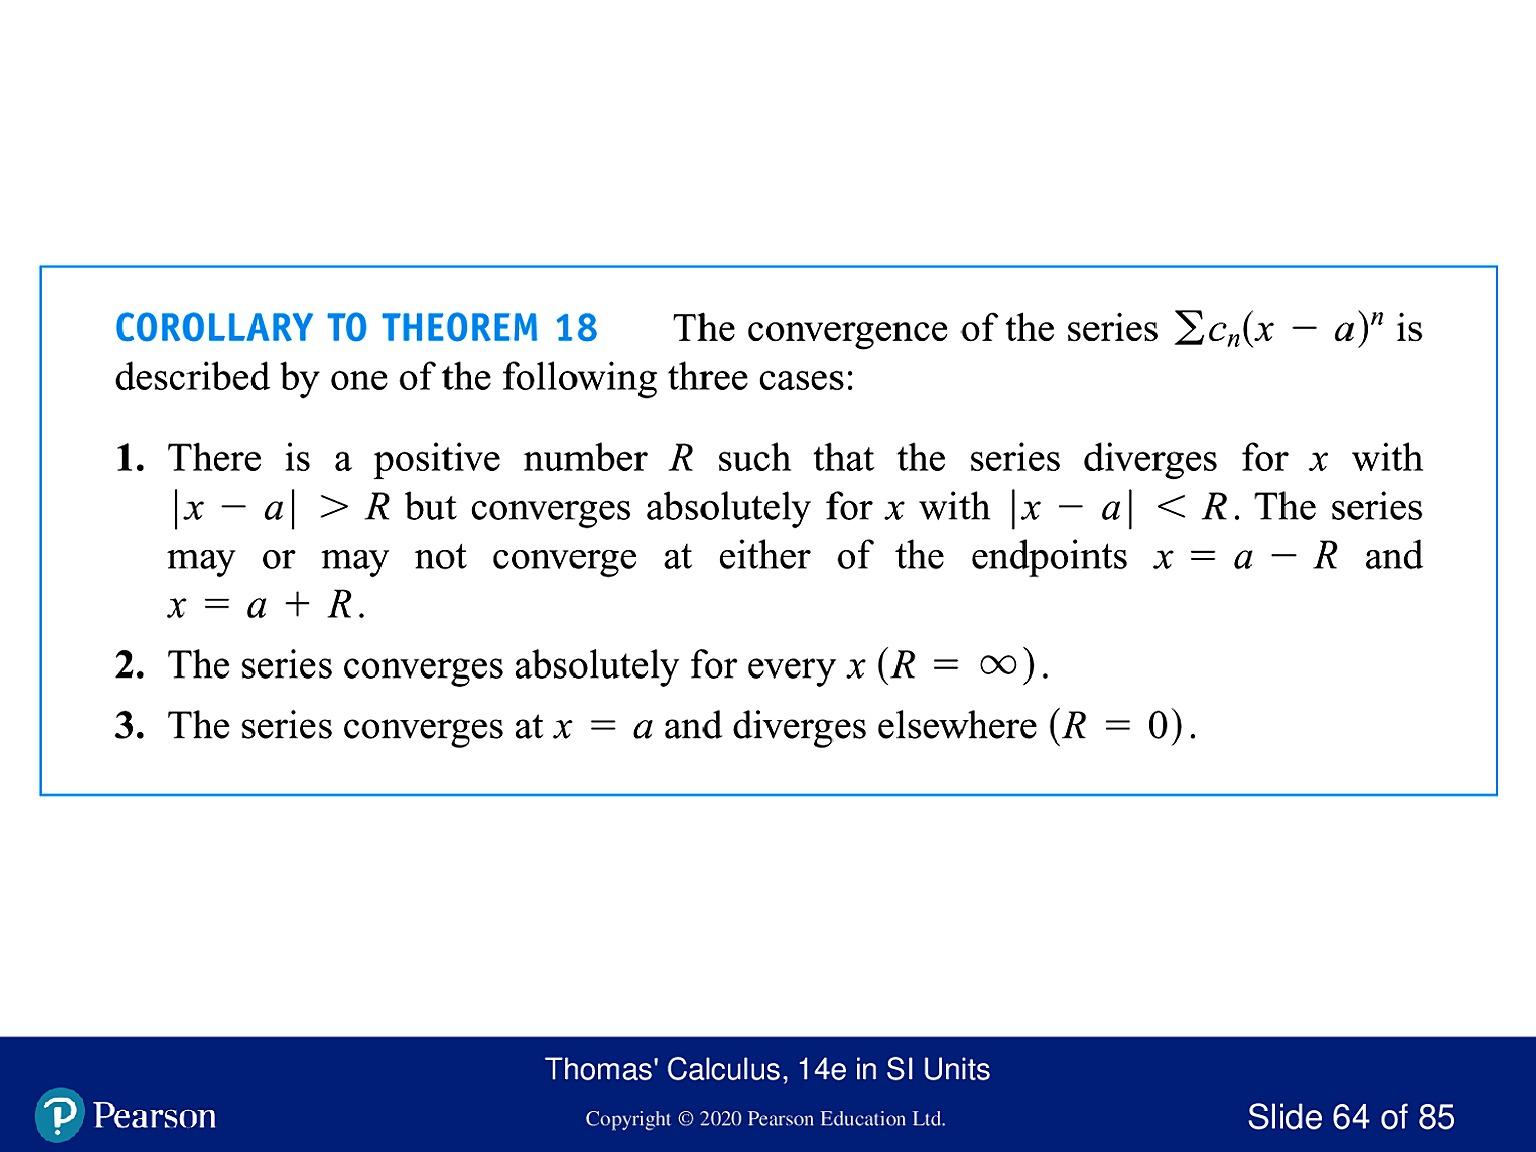 COROLLARY TO THEOREM 18 The convergence of the series ∑cₙ(x − a)ⁿ is
described by one of the following three cases:
1. There is a positive number R such that the series diverges for x with
|x − a| > R but converges absolutely for x with |x − a| < R. The series
may or may not converge at either of the endpoints x = a − R and
x = a + R.
2. The series converges absolutely for every x (R = ∞).
3. The series converges at x = a and diverges elsewhere (R = 0).
Thomas' Calculus, 14e in SI Units
Pearson
Copyright © 2020 Pearson Education Ltd.
Slide 64 of 85